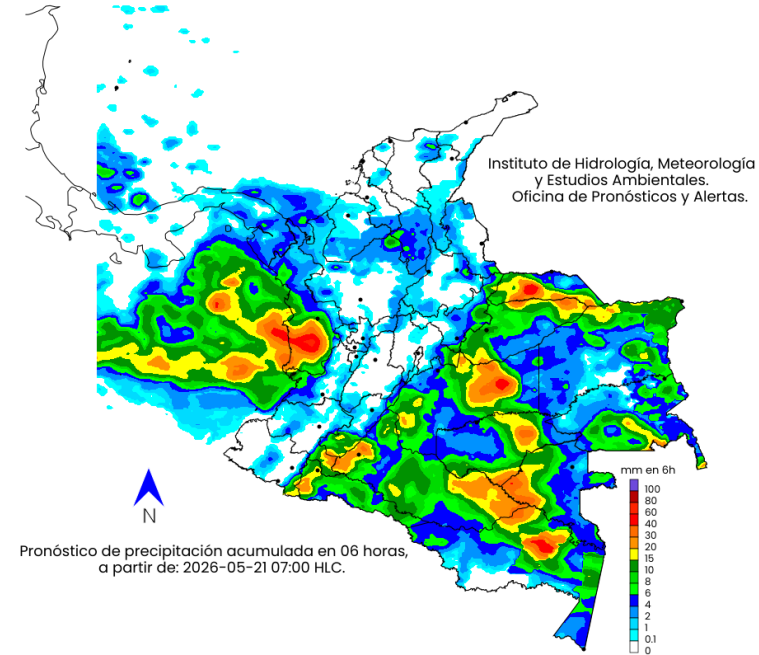 Instituto de Hidrología, Meteorología
y Estudios Ambientales.
Oficina de Pronósticos y Alertas.
N
Pronóstico de precipitación acumulada en 06 horas,
a partir de: 2026-05-21 07:00 HLC.
mm en 6h
100
80
60
40
30
20
15
10
8
6
4
2
1
0.1
0